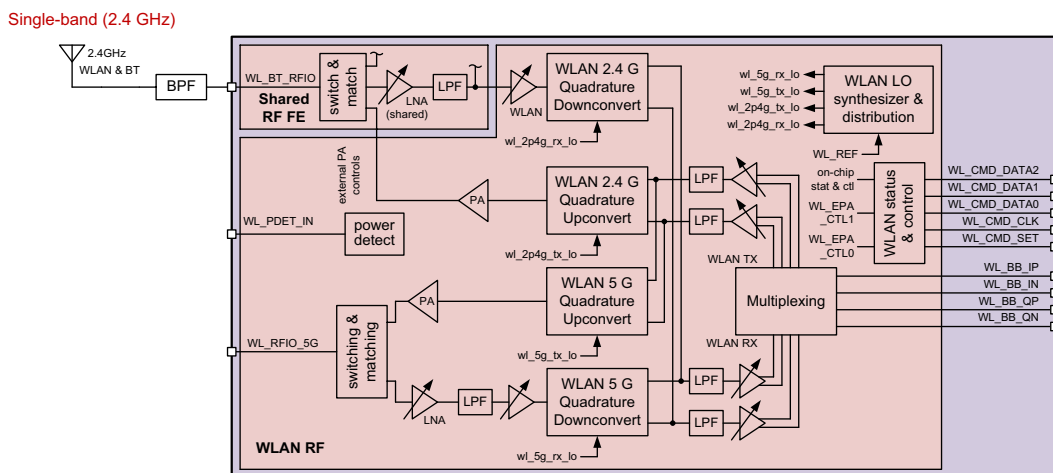 Single-band (2.4 GHz)
2.4GHz
WLAN & BT
BPF
WL_BT_RFIO
Shared
RF FE
switch &
match
LNA
(shared)
LPF
WLAN
WLAN 2.4 G
Quadrature
Downconvert
wl_2p4g_rx_lo
wl_5g_rx_lo
wl_5g_tx_lo
wl_2p4g_tx_lo
wl_2p4g_rx_lo
WLAN LO
synthesizer &
distribution
WL_REF
external PA
controls
PA
WLAN 2.4 G
Quadrature
Upconvert
wl_2p4g_tx_lo
LPF
LPF
WLAN TX
on-chip
stat & ctl
WL_EPA
_CTL1
WL_EPA
_CTL0
WLAN status
& control
WL_CMD_DATA2
WL_CMD_DATA1
WL_CMD_DATA0
WL_CMD_CLK
WL_CMD_SET
WL_PDET_IN
power
detect
WL_BB_IP
WL_BB_IN
WL_BB_QP
WL_BB_QN
Multiplexing
WLAN RX
PA
WLAN 5 G
Quadrature
Upconvert
wl_5g_tx_lo
WL_RFIO_5G
switching &
matching
LNA
LPF
WLAN 5 G
Quadrature
Downconvert
wl_5g_rx_lo
LPF
LPF
WLAN RF